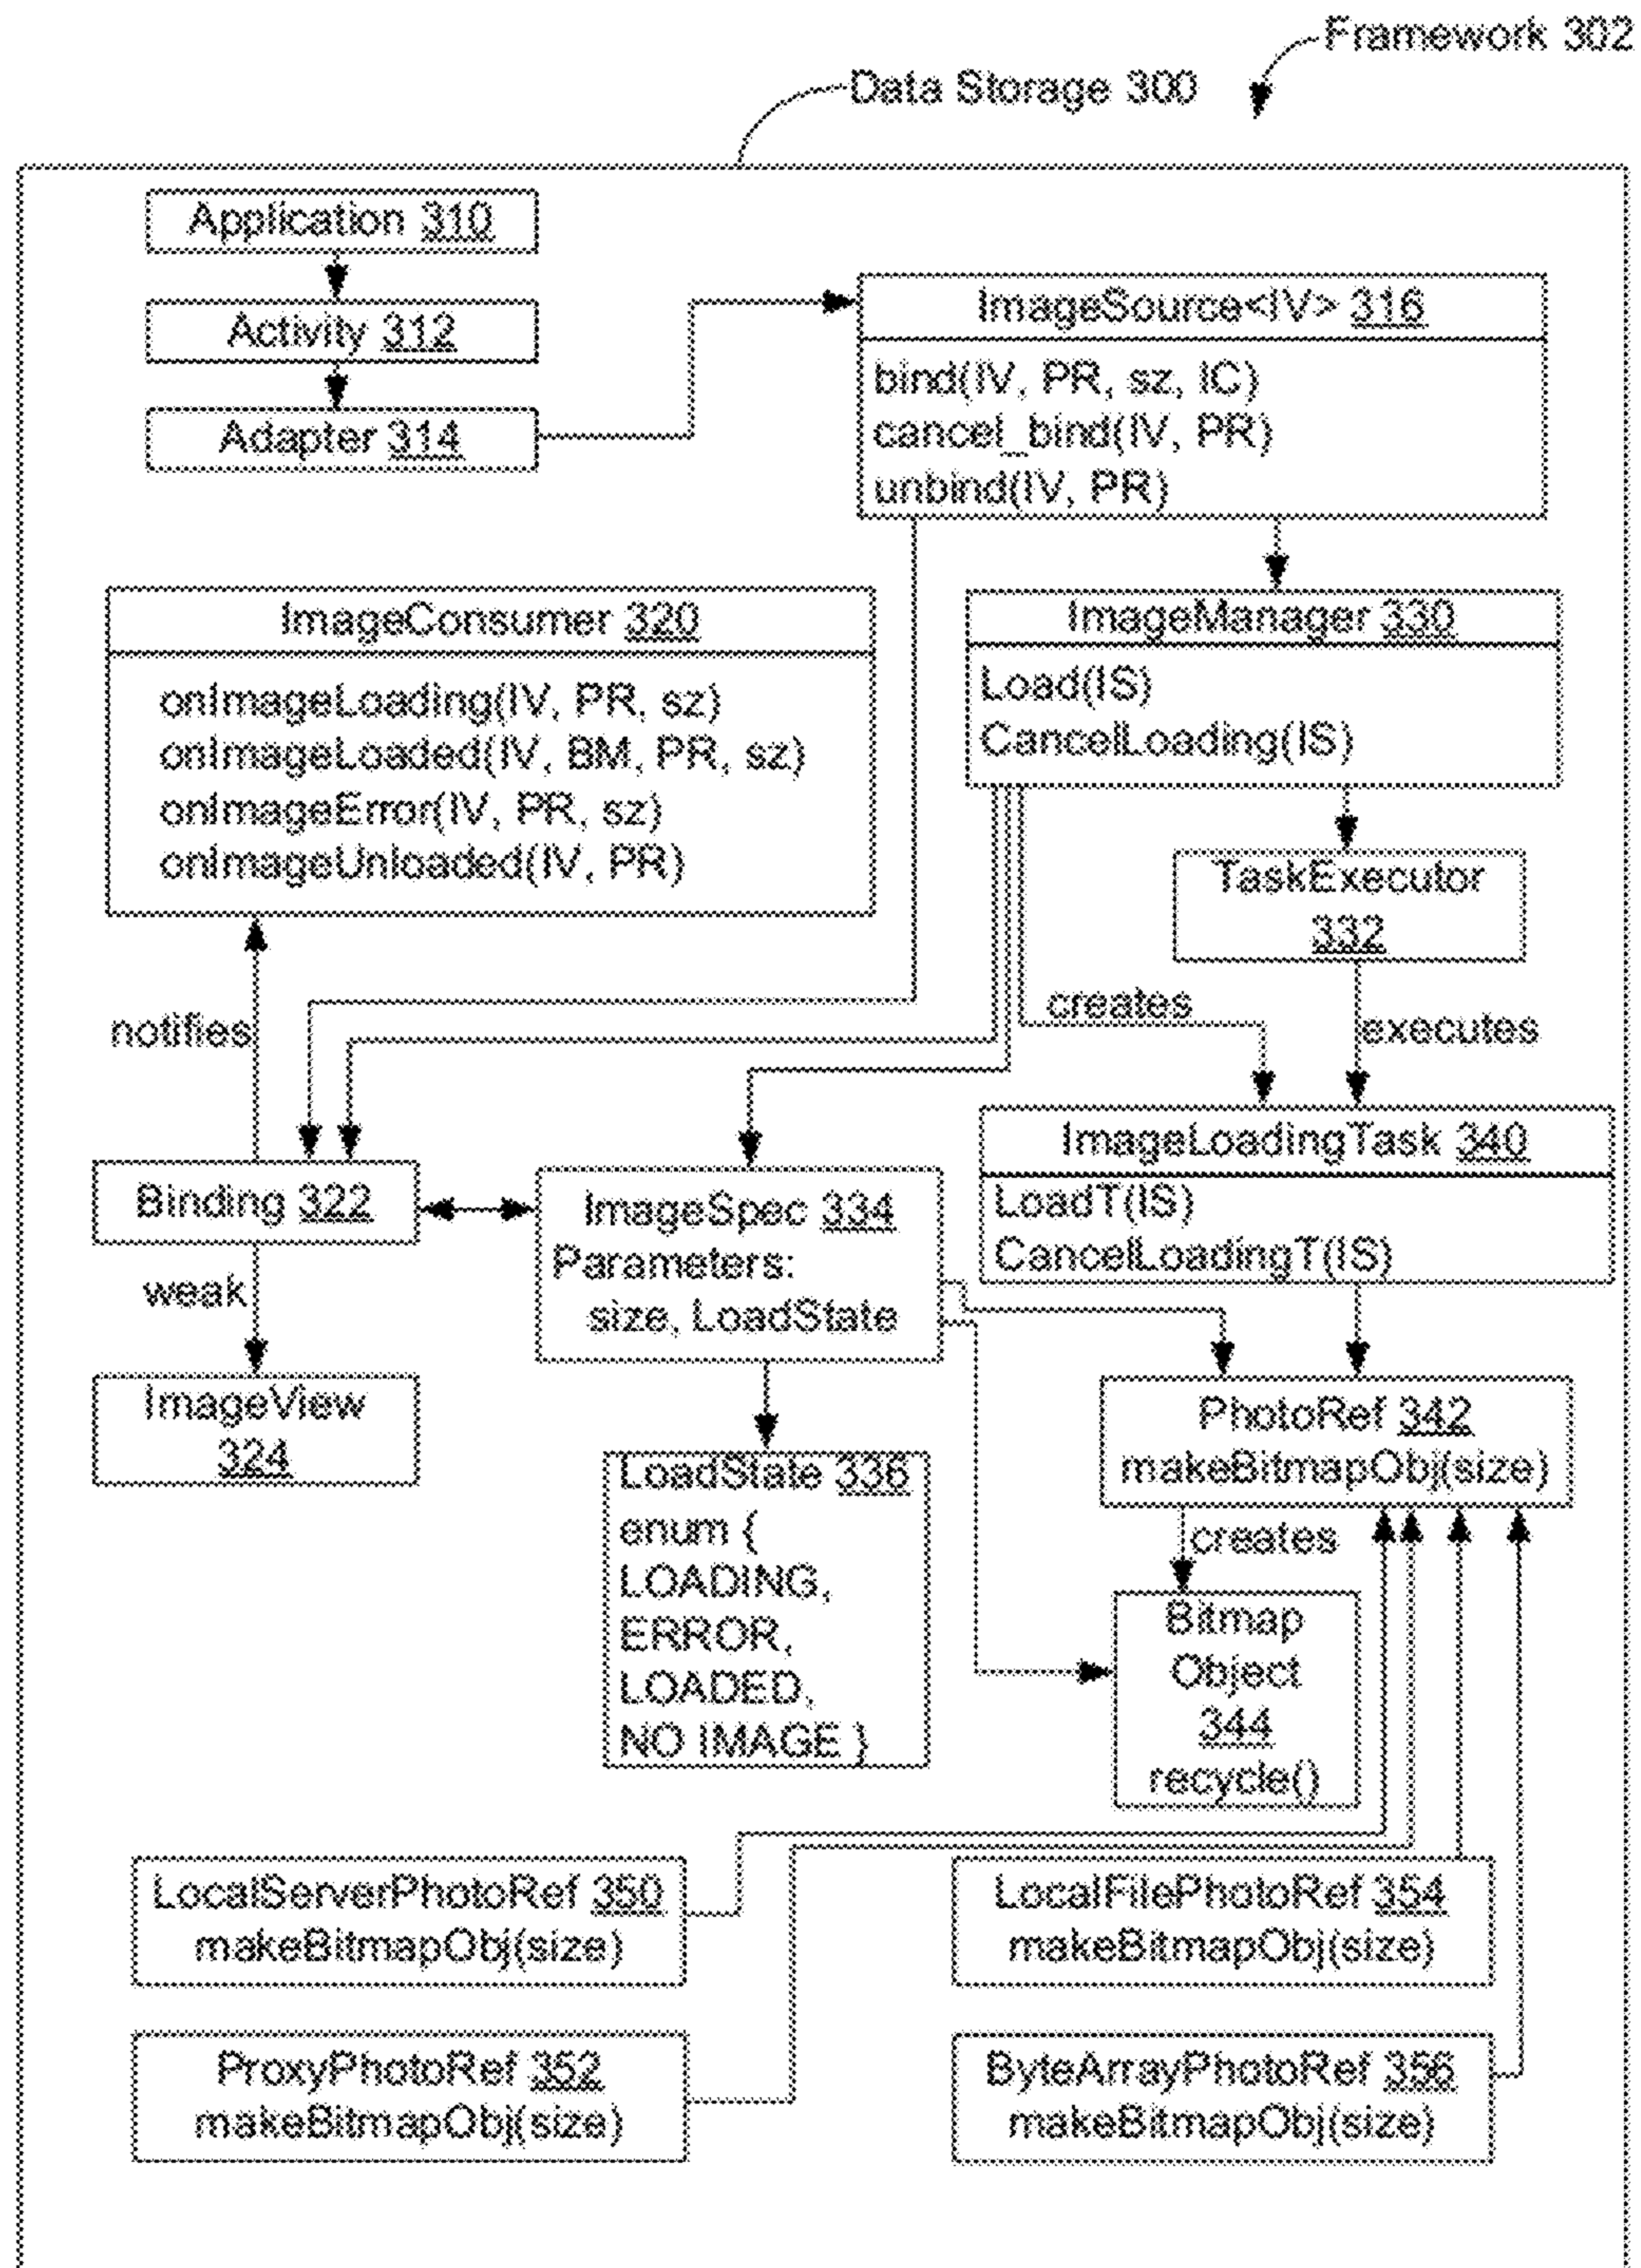 Framework 302
Data Storage 300
Application 310
Activity 312
Adapter 314
ImageSource<IV> 316
bind(IV, PR, sz, IC)
cancel_bind(IV, PR)
unbind(IV, PR)
ImageConsumer 320
onImageLoading(IV, PR, sz)
onImageLoaded(IV, BM, PR, sz)
onImageError(IV, PR, sz)
onImageUnloaded(IV, PR)
ImageManager 330
Load(IS)
CancelLoading(IS)
TaskExecutor
332
notifies
creates
executes
Binding 322
weak
ImageView
324
ImageSpec 334
Parameters:
size, LoadState
ImageLoadingTask 340
LoadT(IS)
CancelLoadingT(IS)
LoadState 336
enum {
LOADING,
ERROR,
LOADED,
NO IMAGE }
PhotoRef 342
makeBitmapObj(size)
creates
Bitmap
Object
344
recycle()
LocalServerPhotoRef 350
makeBitmapObj(size)
LocalFilePhotoRef 354
makeBitmapObj(size)
ProxyPhotoRef 352
makeBitmapObj(size)
ByteArrayPhotoRef 356
makeBitmapObj(size)